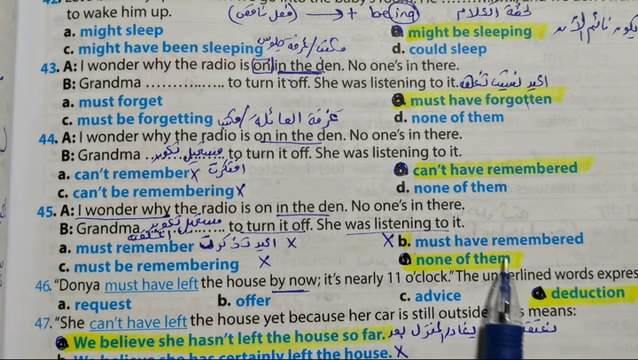 to wake him up. (فعل ناقص) + being لحظة الكلام
a. might sleep b. might be sleeping
c. might have been sleeping d. could sleep
43. A: I wonder why the radio is on in the den. No one's in there.
B: Grandma .............. to turn it off. She was listening to it.
a. must forget b. must have forgotten
c. must be forgetting غرفة العائلة d. none of them
44. A: I wonder why the radio is on in the den. No one's in there.
B: Grandma .............. to turn it off. She was listening to it.
a. can't remember x b. can't have remembered
c. can't be remembering x d. none of them
45. A: I wonder why the radio is on in the den. No one's in there.
B: Grandma .............. to turn it off. She was listening to it.
a. must remember x x b. must have remembered
c. must be remembering x d. none of them
46. "Donya must have left the house by now; it's nearly 11 o'clock." The underlined words expres
a. request b. offer c. advice d. deduction
47. "She can't have left the house yet because her car is still outside." means:
a. We believe she hasn't left the house so far.
b. We believe she has certainly left the house. x